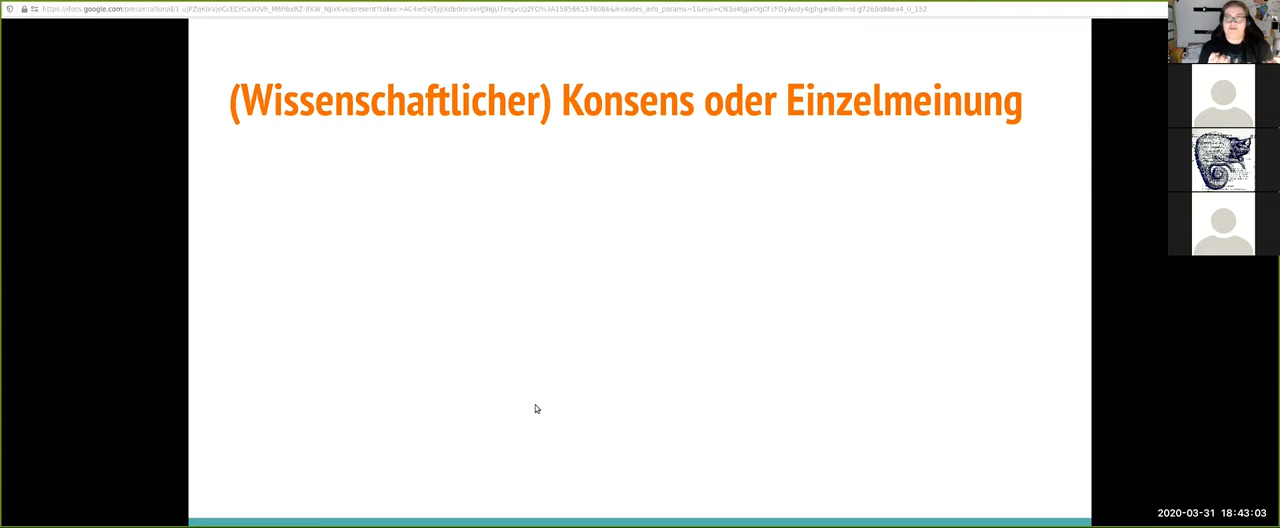 (Wissenschaftlicher) Konsens oder Einzelmeinung
2020-03-31 18:43:03